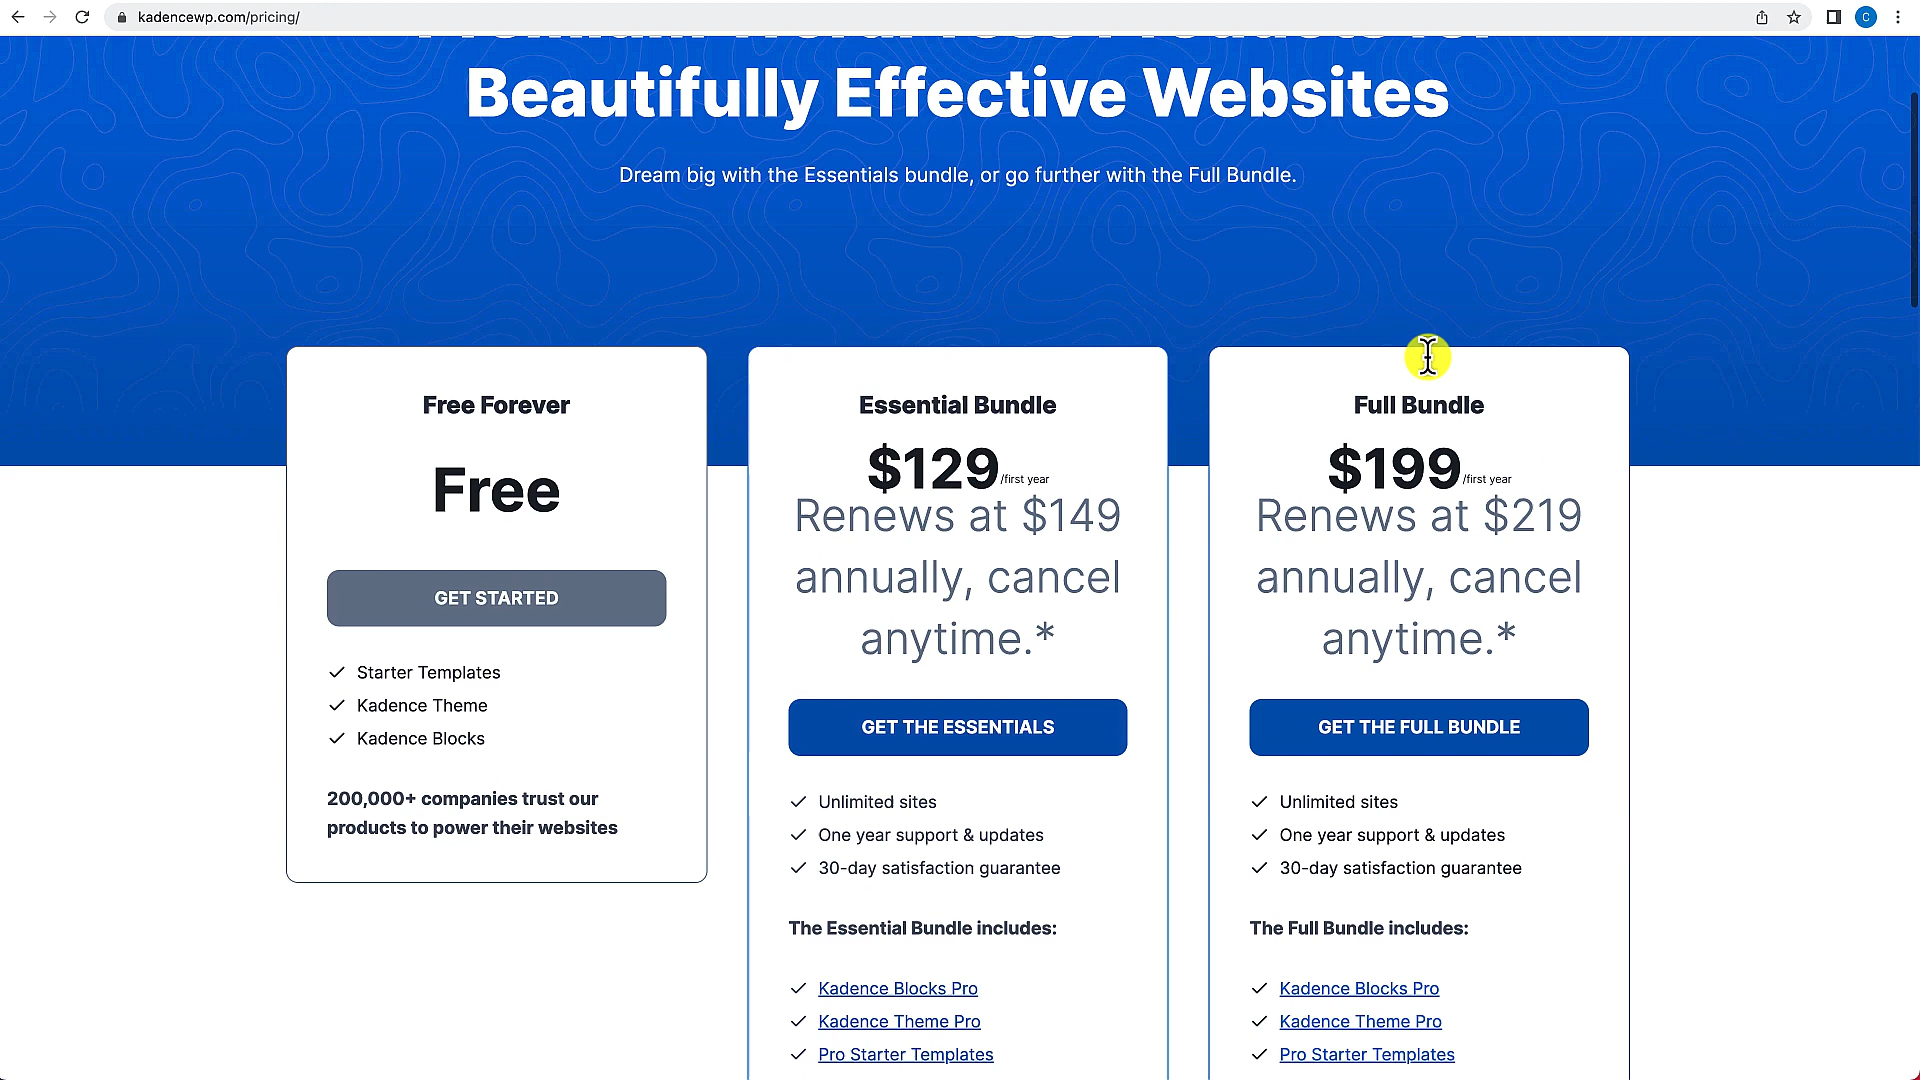 kadencewp.com/pricing/
C
Beautifully Effective Websites
Dream big with the Essentials bundle, or go further with the Full Bundle.
Free Forever
Free
GET STARTED
Starter Templates
Kadence Theme
Kadence Blocks
200,000+ companies trust our
products to power their websites
Essential Bundle
$129/first year
Renews at $149
annually, cancel
anytime.*
GET THE ESSENTIALS
Unlimited sites
One year support & updates
30-day satisfaction guarantee
The Essential Bundle includes:
Kadence Blocks Pro
Kadence Theme Pro
Pro Starter Templates
Full Bundle
$199/first year
Renews at $219
annually, cancel
anytime.*
GET THE FULL BUNDLE
Unlimited sites
One year support & updates
30-day satisfaction guarantee
The Full Bundle includes:
Kadence Blocks Pro
Kadence Theme Pro
Pro Starter Templates